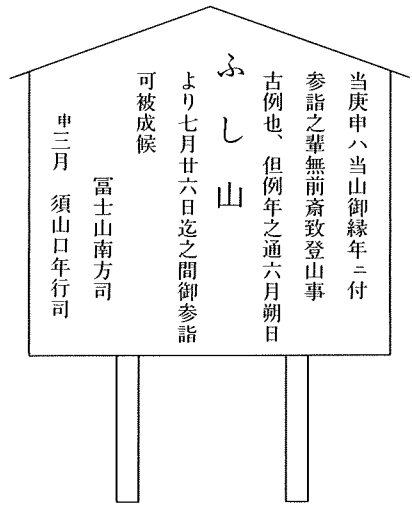 当庚申ハ当山御縁年ニ付
参詣之輩無前斎致登山事
古例也、但例年之通六月朔日
ふし山
より七月廿六日迄之間御参詣
可被成候
冨士山南方司
申三月　須山口年行司